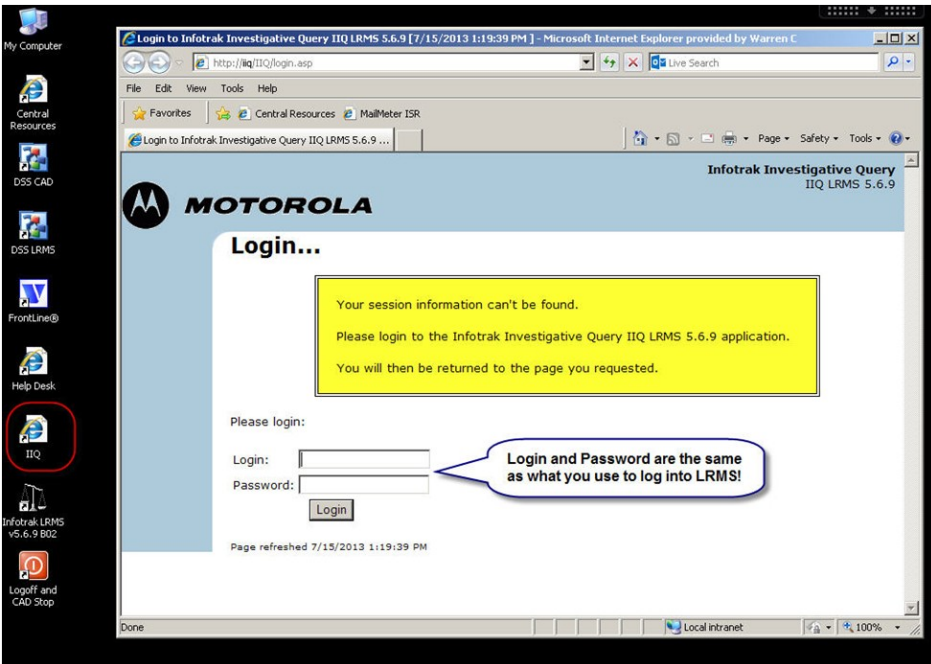 My Computer
Central
Resources
DSS CAD
DSS LRMS
FrontLine®
Help Desk
IIQ
Infotrak LRMS
v5.6.9 B02
Logoff and
CAD Stop
Login to Infotrak Investigative Query IIQ LRMS 5.6.9 [7/15/2013 1:19:39 PM ] - Microsoft Internet Explorer provided by Warren C
http://iiq/IIQ/login.asp
Live Search
File Edit View Tools Help
Favorites Central Resources MailMeter ISR
Login to Infotrak Investigative Query IIQ LRMS 5.6.9 ...
Page Safety Tools
Infotrak Investigative Query
IIQ LRMS 5.6.9
MOTOROLA
Login...
Your session information can't be found.
Please login to the Infotrak Investigative Query IIQ LRMS 5.6.9 application.
You will then be returned to the page you requested.
Please login:
Login:
Password:
Login and Password are the same
as what you use to log into LRMS!
Login
Page refreshed 7/15/2013 1:19:39 PM
Done
Local intranet
100%